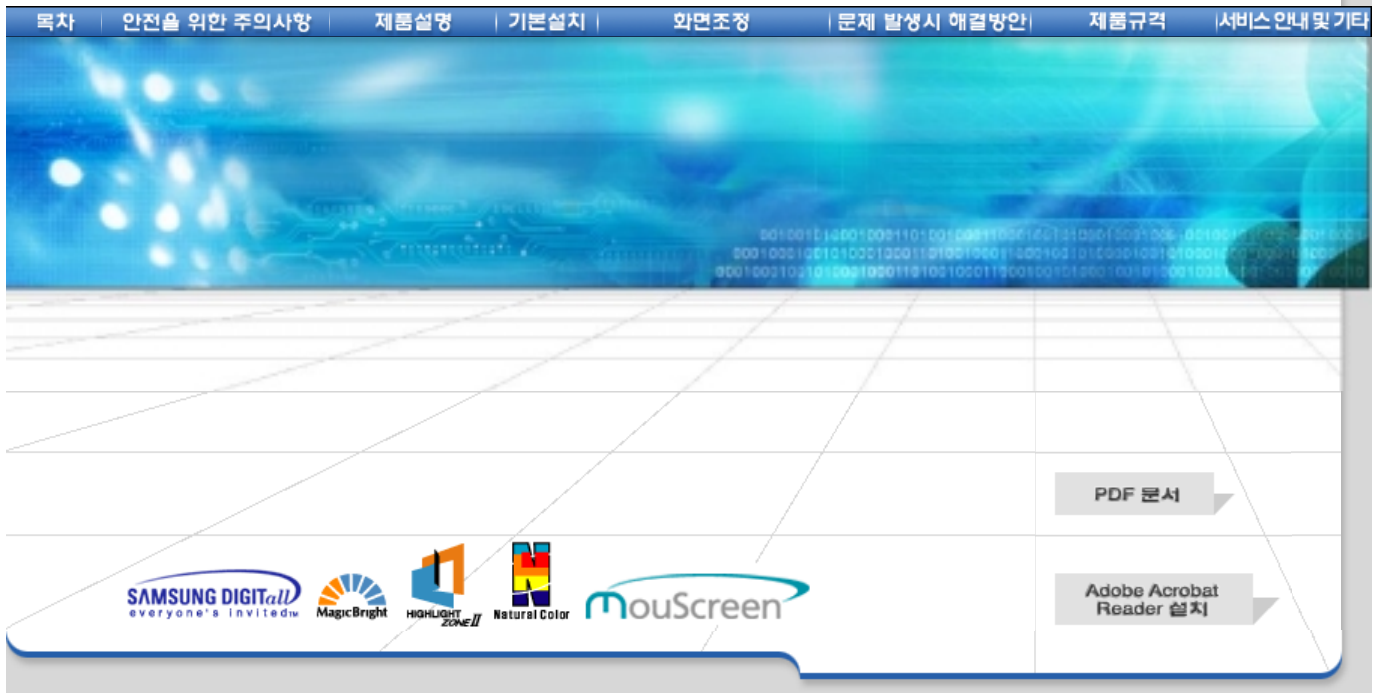 목차 안전을 위한 주의사항 제품설명 기본설치 화면조정 문제 발생시 해결방안 제품규격 서비스 안내 및 기타
PDF 문서
SAMSUNG DIGITall
everyone's invited™
MagicBright
HIGHLIGHT
ZONE II
Natural Color
mouScreen
Adobe Acrobat
Reader 설치